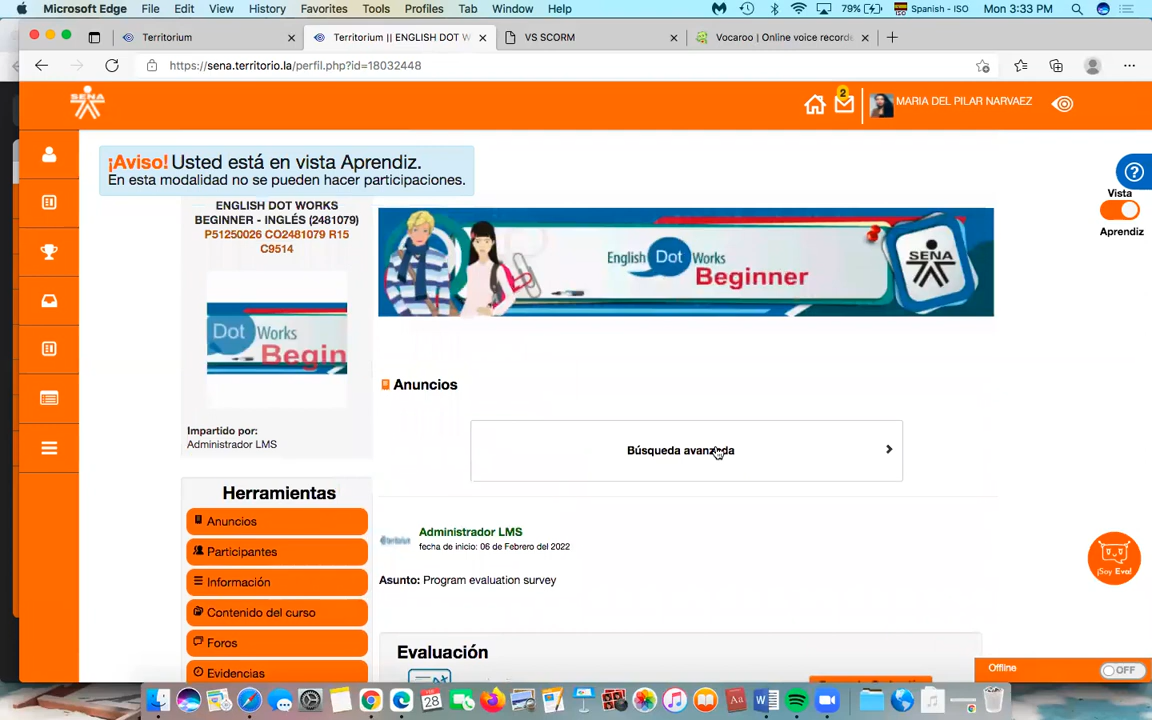 Microsoft Edge File Edit View History Favorites Tools Profiles Tab Window Help 79% Spanish - ISO Mon 3:33 PM
Territorium Territorium || ENGLISH DOT W VS SCORM Vocaroo | Online voice recorde
https://sena.territorio.la/perfil.php?id=18032448
SENA 2 MARIA DEL PILAR NARVAEZ
¡Aviso! Usted está en vista Aprendiz.
En esta modalidad no se pueden hacer participaciones.
Vista
Aprendiz
ENGLISH DOT WORKS
BEGINNER - INGLÉS (2481079)
P51250026 CO2481079 R15
C9514
English Dot Works
Beginner
SENA
Dot Works
Begin
Anuncios
Impartido por:
Administrador LMS
Búsqueda avanzada
Herramientas
Anuncios
Participantes
Información
Contenido del curso
Foros
Evidencias
Administrador LMS
fecha de inicio: 06 de Febrero del 2022
Asunto: Program evaluation survey
¡Soy Eva!
Evaluación
Offline OFF
28